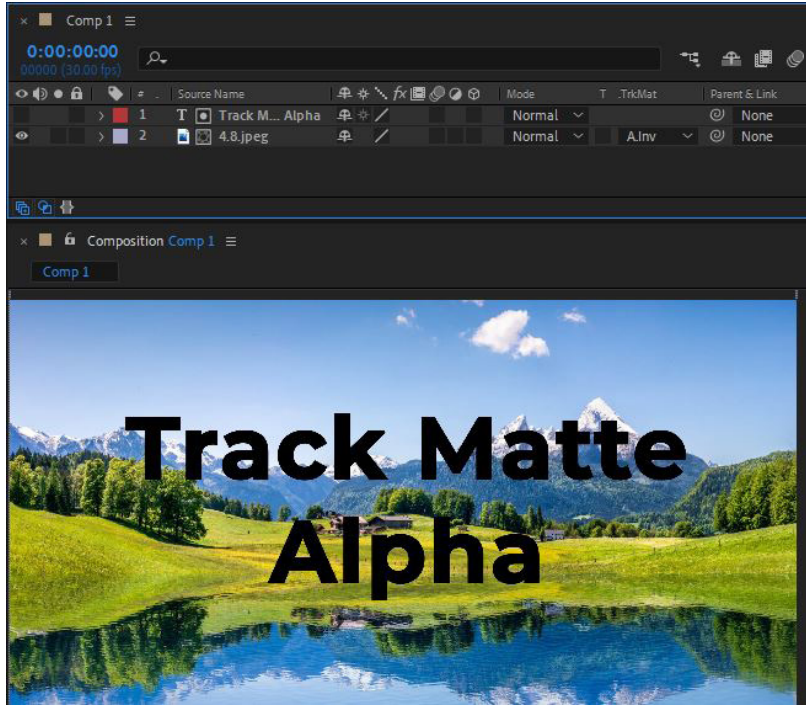 Comp 1
0:00:00:00
00000 (30.00 fps)
# Source Name fx Mode T .TrkMat Parent & Link
1 T Track M... Alpha Normal None
2 4.8.jpeg Normal A.Inv None
Composition Comp 1
Comp 1
Track Matte
Alpha